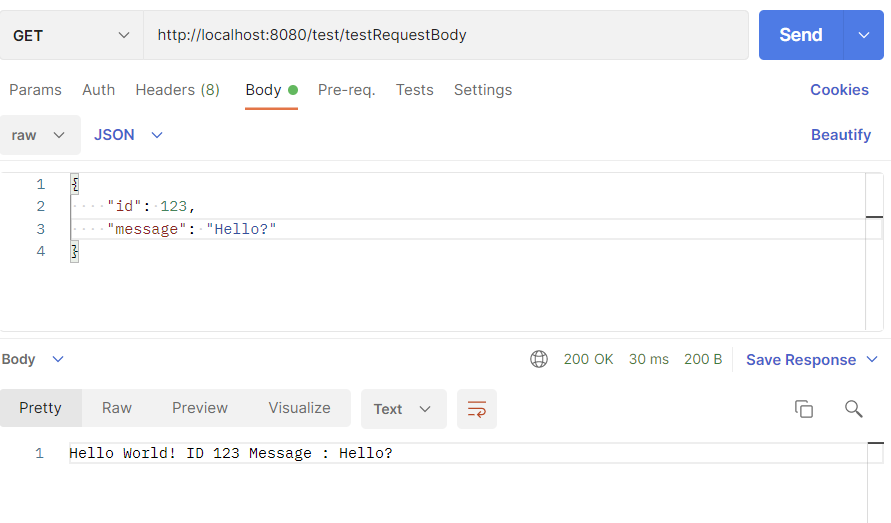 GET http://localhost:8080/test/testRequestBody Send
Params Auth Headers (8) Body Pre-req. Tests Settings Cookies
raw JSON Beautify
1 {
2 "id": 123,
3 "message": "Hello?"
4 }
Body 200 OK 30 ms 200 B Save Response
Pretty Raw Preview Visualize Text
1 Hello World! ID 123 Message : Hello?